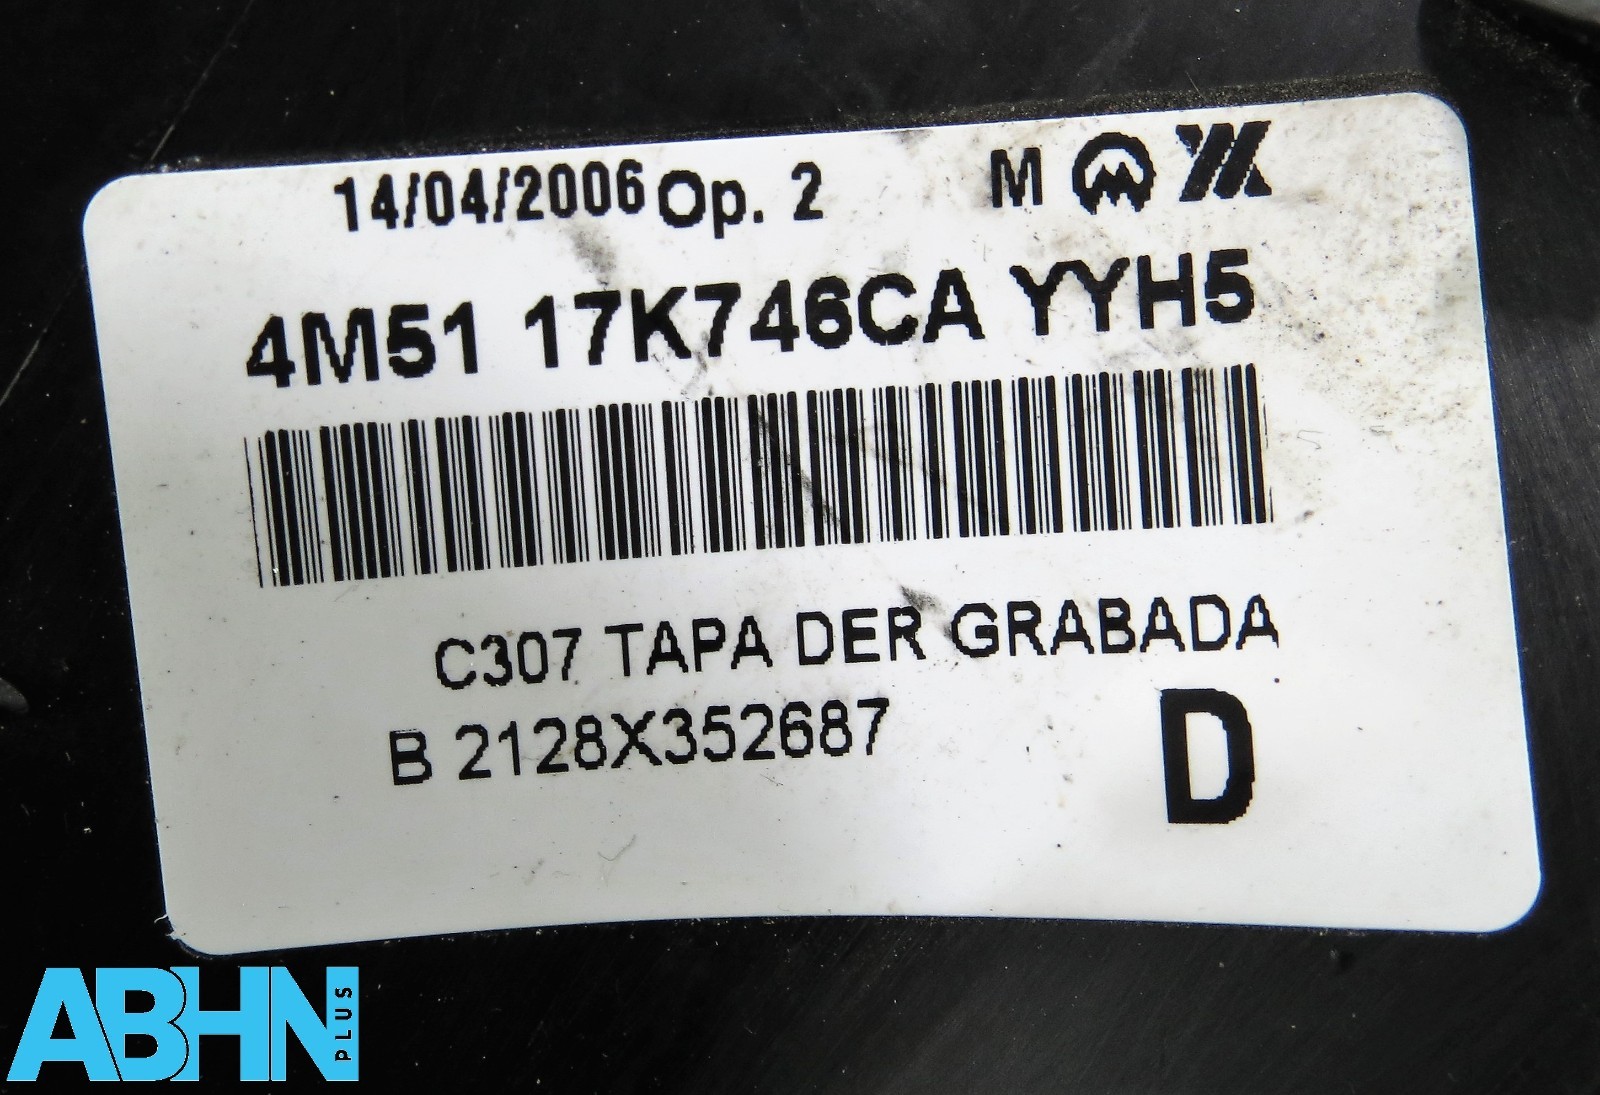 14/04/2006 Op. 2 M
4M51 17K746CA YYH5
C307 TAPA DER GRABADA
B 2128X352687 D
ABHN PLUS